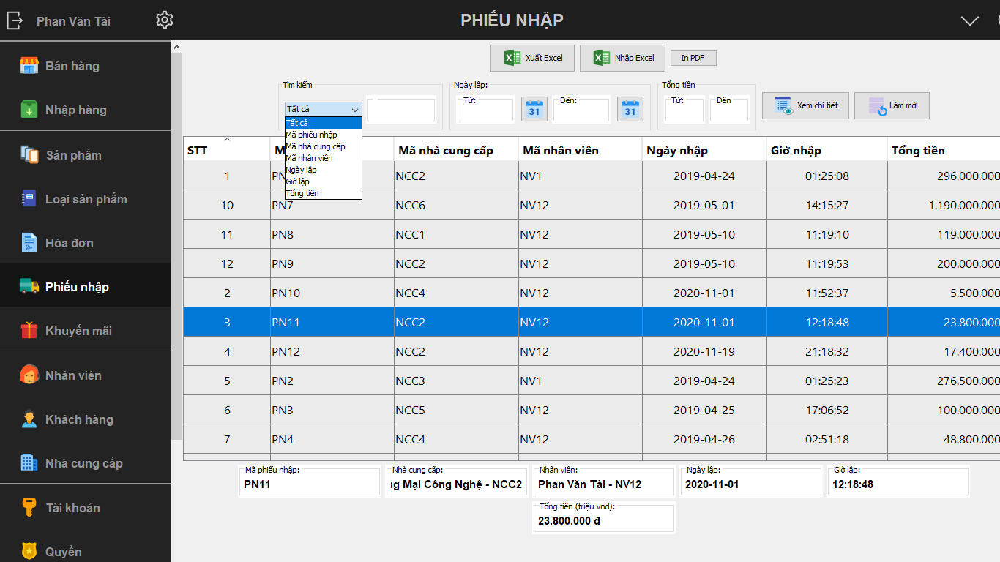 Phan Văn Tài
PHIẾU NHẬP
Bán hàng
Nhập hàng
Sản phẩm
Loại sản phẩm
Hóa đơn
Phiếu nhập
Khuyến mãi
Nhân viên
Khách hàng
Nhà cung cấp
Tài khoản
Quyền
Xuất Excel
Nhập Excel
In PDF
Tìm kiếm
Tất cả
Tất cả
Mã phiếu nhập
Mã nhà cung cấp
Mã nhân viên
Ngày lập
Giờ lập
Tổng tiền
Ngày lập:
Từ:
31
Đến:
31
Tổng tiền
Từ:
Đến
Xem chi tiết
Làm mới
STT Mã nhà cung cấp Mã nhân viên Ngày nhập Giờ nhập Tổng tiền
1 NCC2 NV1 2019-04-24 01:25:08 296.000.000
10 PN7 NCC6 NV12 2019-05-01 14:15:27 1.190.000.000
11 PN8 NCC1 NV12 2019-05-10 11:19:10 119.000.000
12 PN9 NCC2 NV12 2019-05-10 11:19:53 200.000.000
2 PN10 NCC4 NV12 2020-11-01 11:52:37 5.500.000
3 PN11 NCC2 NV12 2020-11-01 12:18:48 23.800.000
4 PN12 NCC2 NV12 2020-11-19 21:18:32 17.400.000
5 PN2 NCC3 NV1 2019-04-24 01:25:23 276.500.000
6 PN3 NCC5 NV12 2019-04-25 17:06:52 100.000.000
7 PN4 NCC4 NV12 2019-04-26 02:51:18 48.800.000
Mã phiếu nhập:
PN11
Nhà cung cấp:
ng Mại Công Nghệ - NCC2
Nhân viên:
Phan Văn Tài - NV12
Ngày lập:
2020-11-01
Giờ lập:
12:18:48
Tổng tiền (triệu vnd):
23.800.000 đ